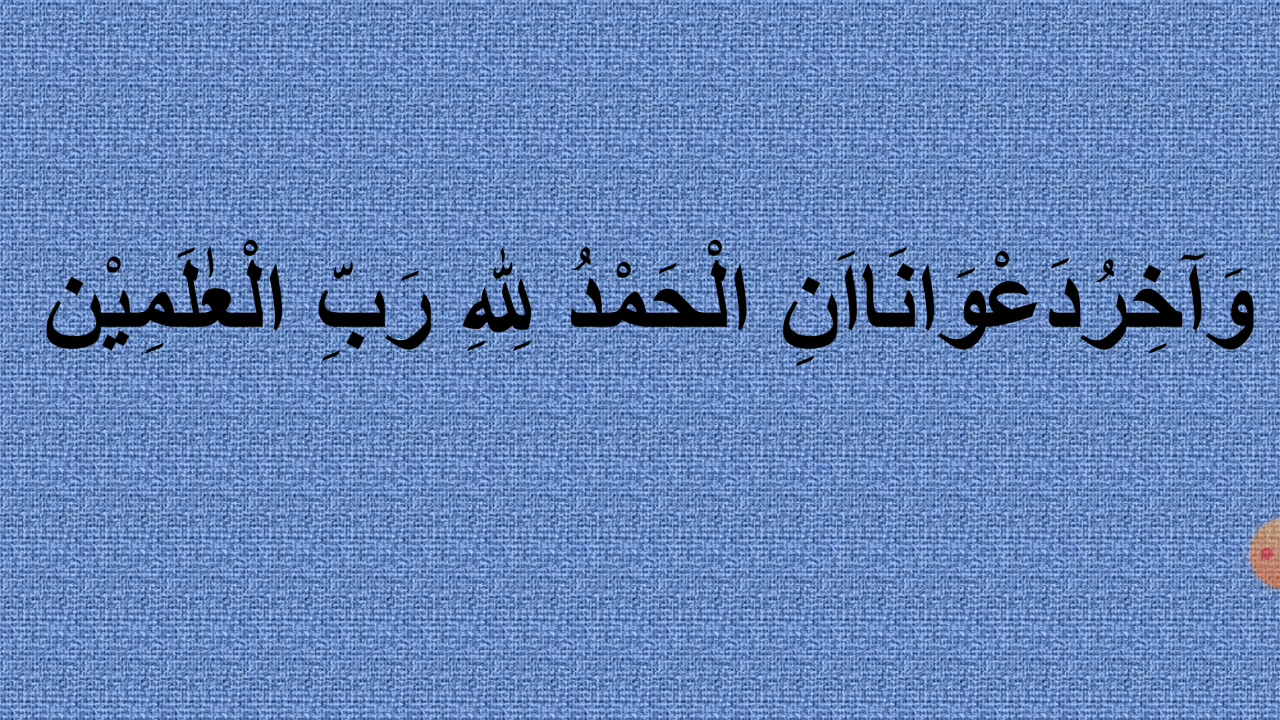 وَآخِرُدَعْوَانَااَنِ الْحَمْدُ لِلّٰهِ رَبِّ الْعٰلَمِيْن